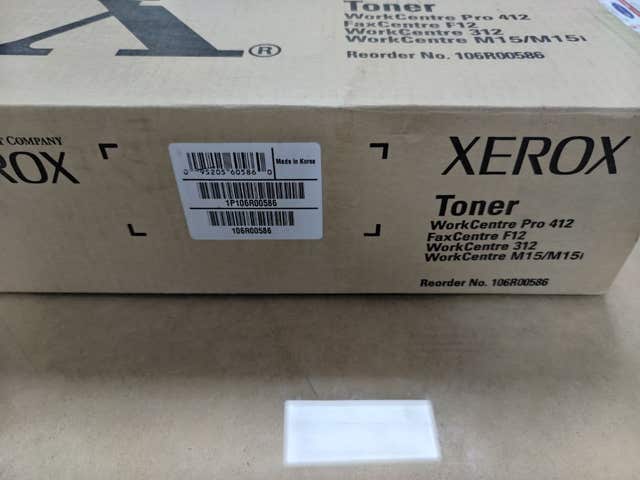 Toner
WorkCentre Pro 412
FaxCentre F12
WorkCentre 312
WorkCentre M15/M15i
Reorder No. 106R00586
®
T COMPANY
ROX
0 95205 60586 0
Made in Korea
1P106R00586
106R00586
XEROX
Toner
WorkCentre Pro 412
FaxCentre F12
WorkCentre 312
WorkCentre M15/M15i
Reorder No. 106R00586